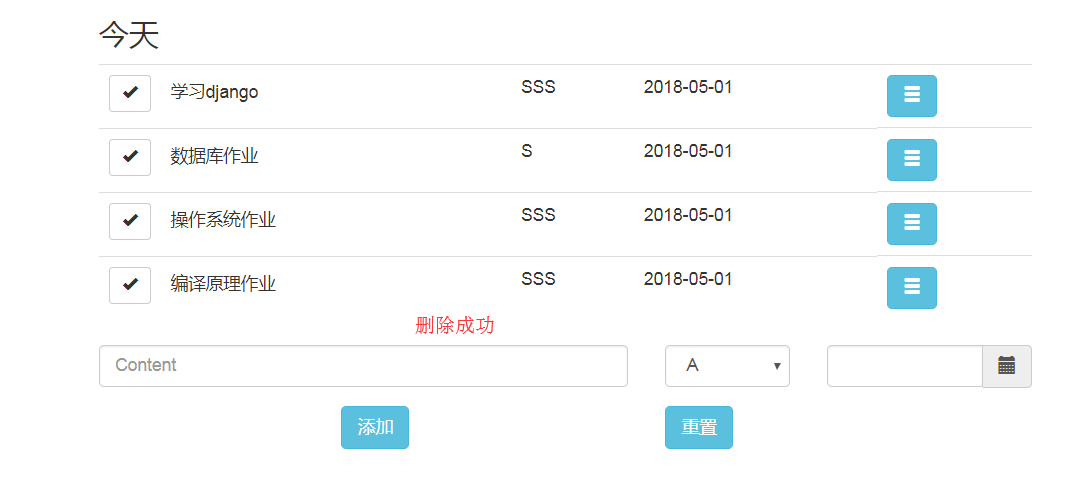 今天
学习django SSS 2018-05-01
数据库作业 S 2018-05-01
操作系统作业 SSS 2018-05-01
编译原理作业 SSS 2018-05-01
删除成功
Content A
添加 重置